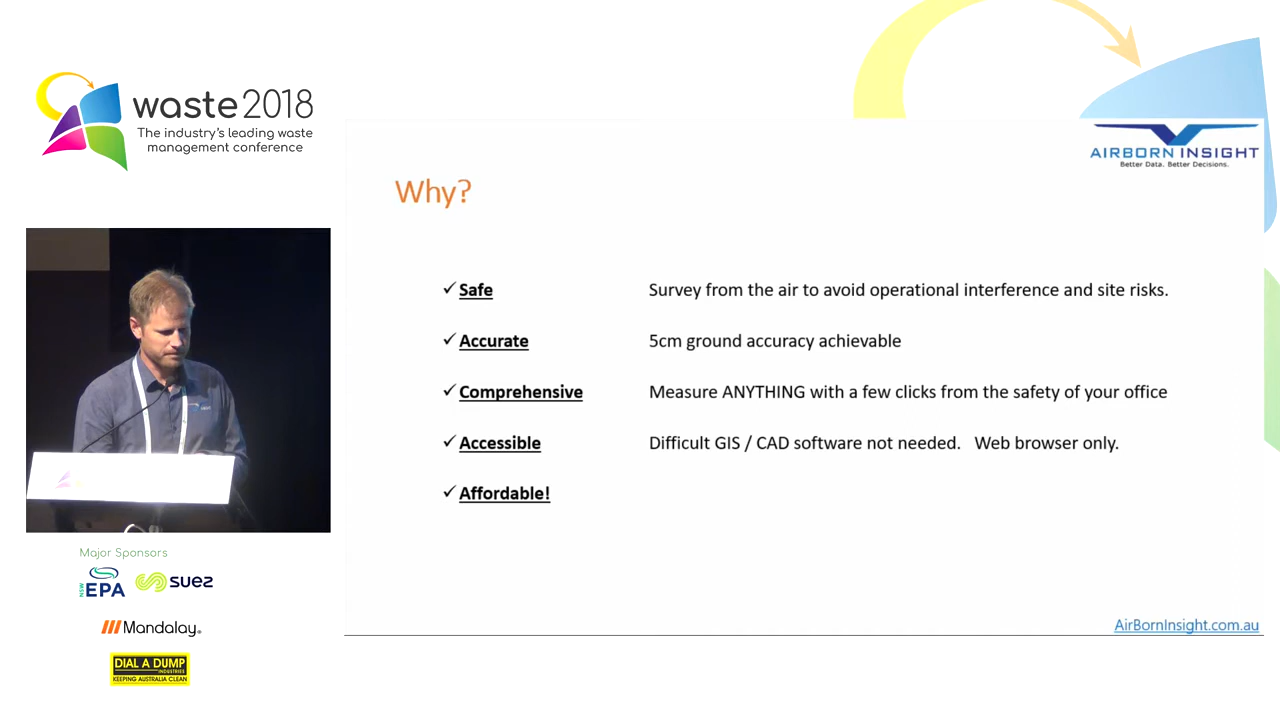 waste2018
The industry's leading waste
management conference
AIRBORN INSIGHT
Better Data. Better Decisions.
Why?
✓ Safe Survey from the air to avoid operational interference and site risks.
✓ Accurate 5cm ground accuracy achievable
✓ Comprehensive Measure ANYTHING with a few clicks from the safety of your office
✓ Accessible Difficult GIS / CAD software not needed. Web browser only.
✓ Affordable!
Major Sponsors
NSW EPA
suez
Mandalay®
DIAL A DUMP
INDUSTRIES
KEEPING AUSTRALIA CLEAN
AirBornInsight.com.au